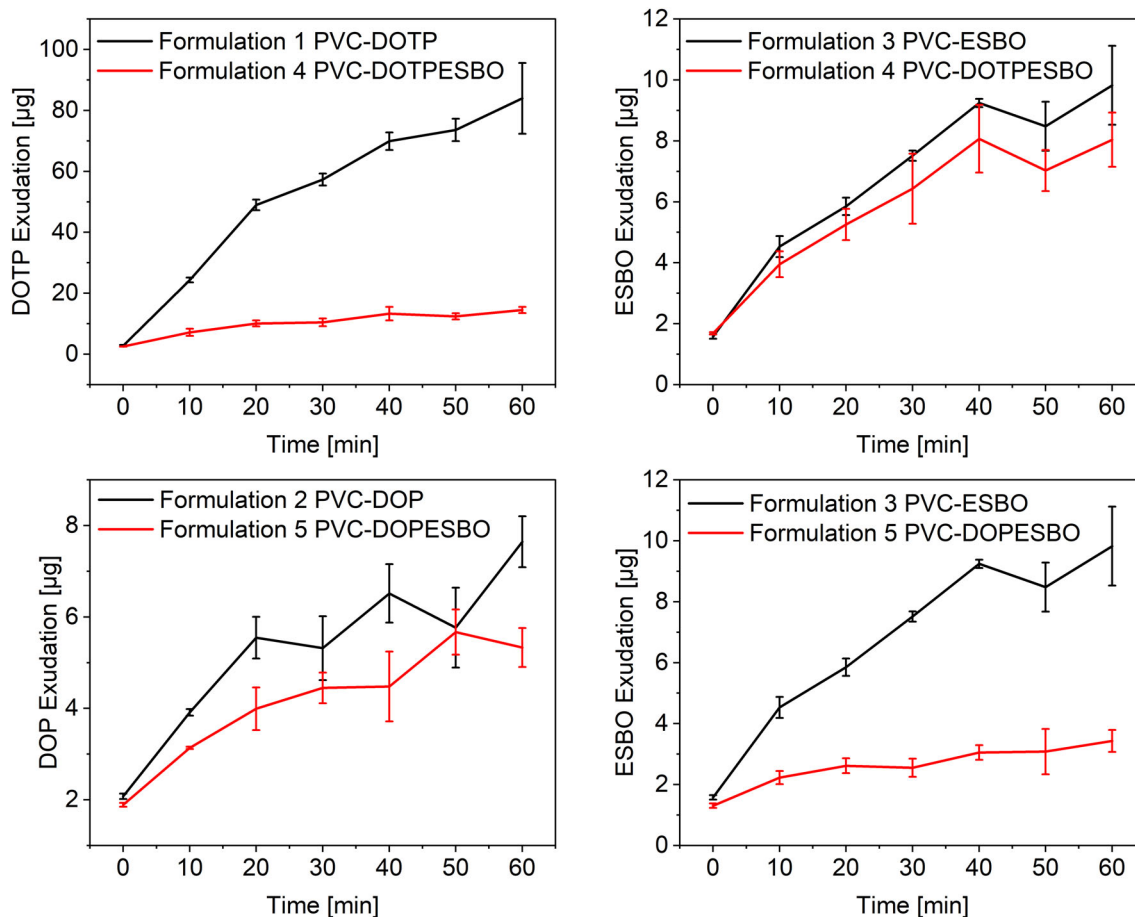 Formulation 1 PVC-DOTP
Formulation 4 PVC-DOTPESBO
100
80
60
40
20
0
DOTP Exudation [µg]
0 10 20 30 40 50 60
Time [min]
Formulation 3 PVC-ESBO
Formulation 4 PVC-DOTPESBO
12
10
8
6
4
2
0
ESBO Exudation [µg]
0 10 20 30 40 50 60
Time [min]
Formulation 2 PVC-DOP
Formulation 5 PVC-DOPESBO
8
6
4
2
DOP Exudation [µg]
0 10 20 30 40 50 60
Time [min]
Formulation 3 PVC-ESBO
Formulation 5 PVC-DOPESBO
12
10
8
6
4
2
0
ESBO Exudation [µg]
0 10 20 30 40 50 60
Time [min]